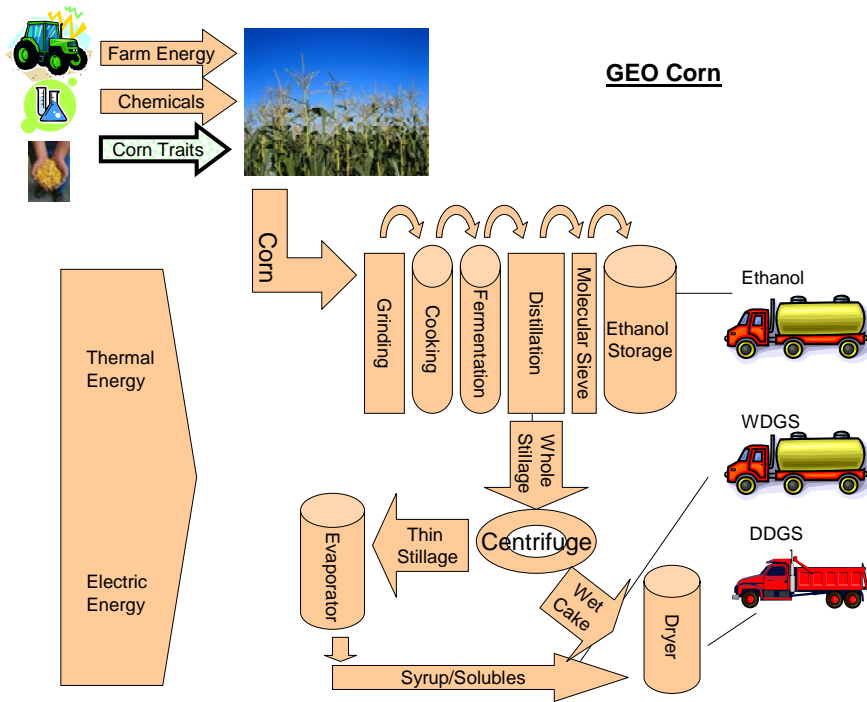 GEO Corn
Farm Energy
Chemicals
Corn Traits
Corn
Grinding
Cooking
Fermentation
Distillation
Molecular Sieve
Ethanol
Storage
Ethanol
Thermal
Energy
Electric
Energy
Whole
Stillage
WDGS
Centrifuge
Thin
Stillage
Evaporator
Wet
Cake
DDGS
Dryer
Syrup/Solubles